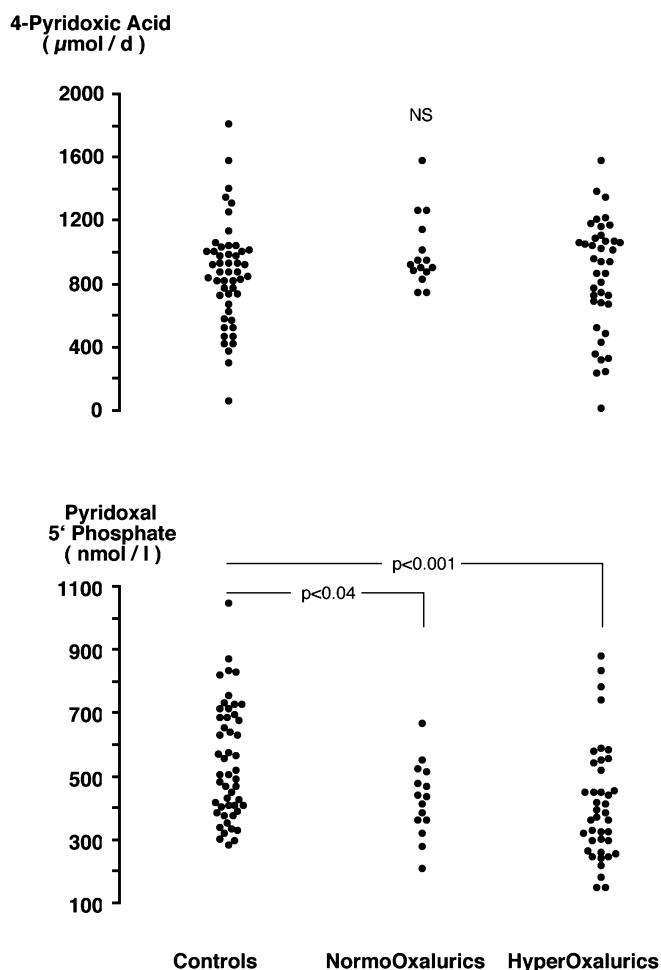 4-Pyridoxic Acid
( µmol / d )
2000
NS
1600
1200
800
400
0
Pyridoxal
5‘ Phosphate
( nmol / l )
p<0.001
1100
p<0.04
900
700
500
300
100
Controls NormoOxalurics HyperOxalurics